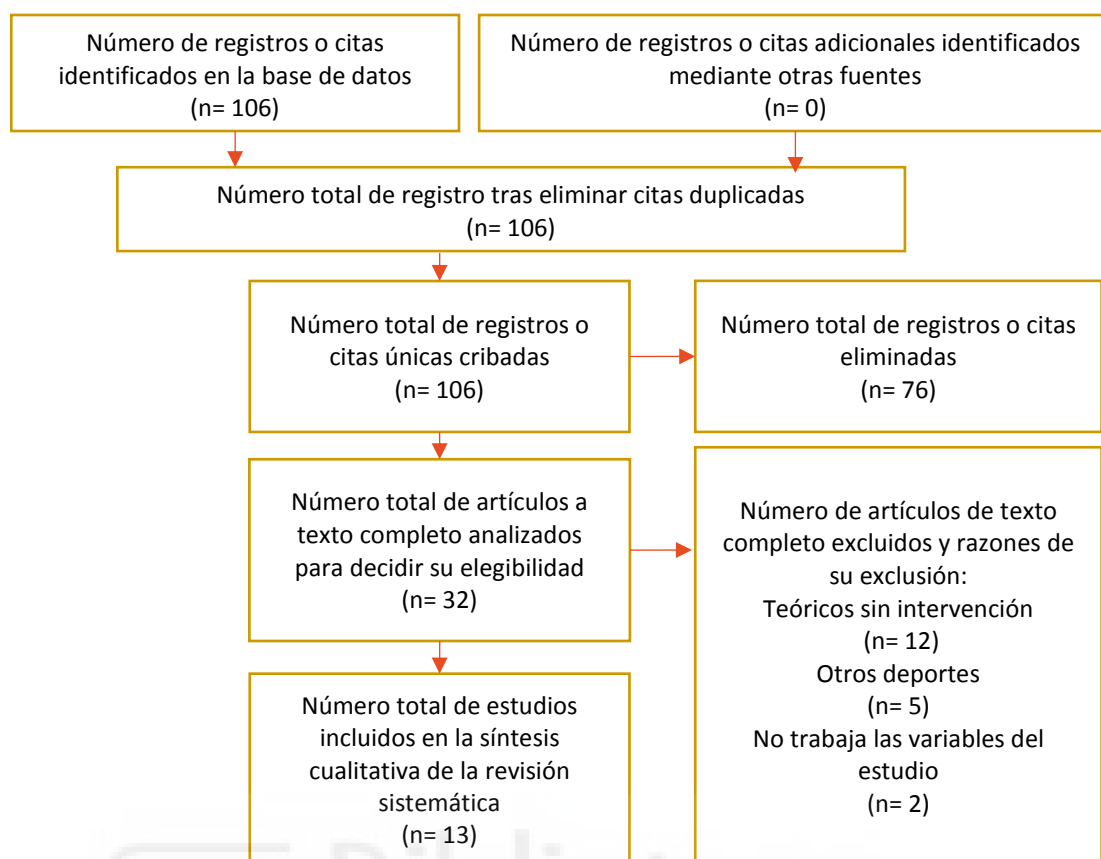 Número de registros o citas
identificados en la base de datos
(n= 106)
Número de registros o citas adicionales identificados
mediante otras fuentes
(n= 0)
Número total de registro tras eliminar citas duplicadas
(n= 106)
Número total de registros o
citas únicas cribadas
(n= 106)
Número total de registros o citas
eliminadas
(n= 76)
Número total de artículos a
texto completo analizados
para decidir su elegibilidad
(n= 32)
Número de artículos de texto
completo excluidos y razones de
su exclusión:
Teóricos sin intervención
(n= 12)
Otros deportes
(n= 5)
No trabaja las variables del
estudio
(n= 2)
Número total de estudios
incluidos en la síntesis
cualitativa de la revisión
sistemática
(n= 13)